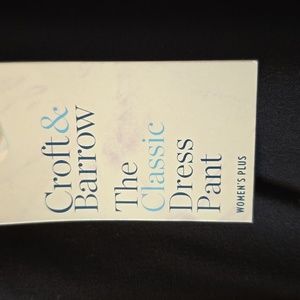 Croft&
Barrow
The
Classic
Dress
Pant
WOMEN'S PLUS